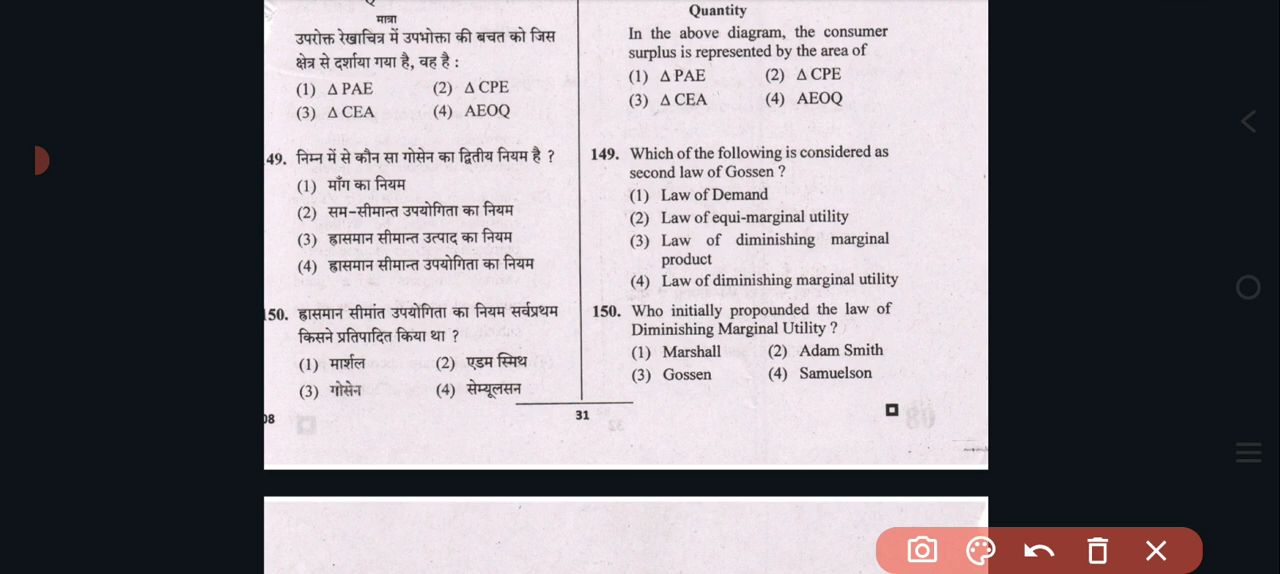 मात्रा
उपरोक्त रेखाचित्र में उपभोक्ता की बचत को जिस
क्षेत्र से दर्शाया गया है, वह है :
(1) Δ PAE (2) Δ CPE
(3) Δ CEA (4) AEOQ
49. निम्न में से कौन सा गोसेन का द्वितीय नियम है ?
(1) माँग का नियम
(2) सम-सीमान्त उपयोगिता का नियम
(3) ह्रासमान सीमान्त उत्पाद का नियम
(4) ह्रासमान सीमान्त उपयोगिता का नियम
150. ह्रासमान सीमांत उपयोगिता का नियम सर्वप्रथम
किसने प्रतिपादित किया था ?
(1) मार्शल (2) एडम स्मिथ
(3) गोसेन (4) सेम्यूलसन
08
Quantity
In the above diagram, the consumer
surplus is represented by the area of
(1) Δ PAE (2) Δ CPE
(3) Δ CEA (4) AEOQ
149. Which of the following is considered as
second law of Gossen ?
(1) Law of Demand
(2) Law of equi-marginal utility
(3) Law of diminishing marginal
product
(4) Law of diminishing marginal utility
150. Who initially propounded the law of
Diminishing Marginal Utility ?
(1) Marshall (2) Adam Smith
(3) Gossen (4) Samuelson
31